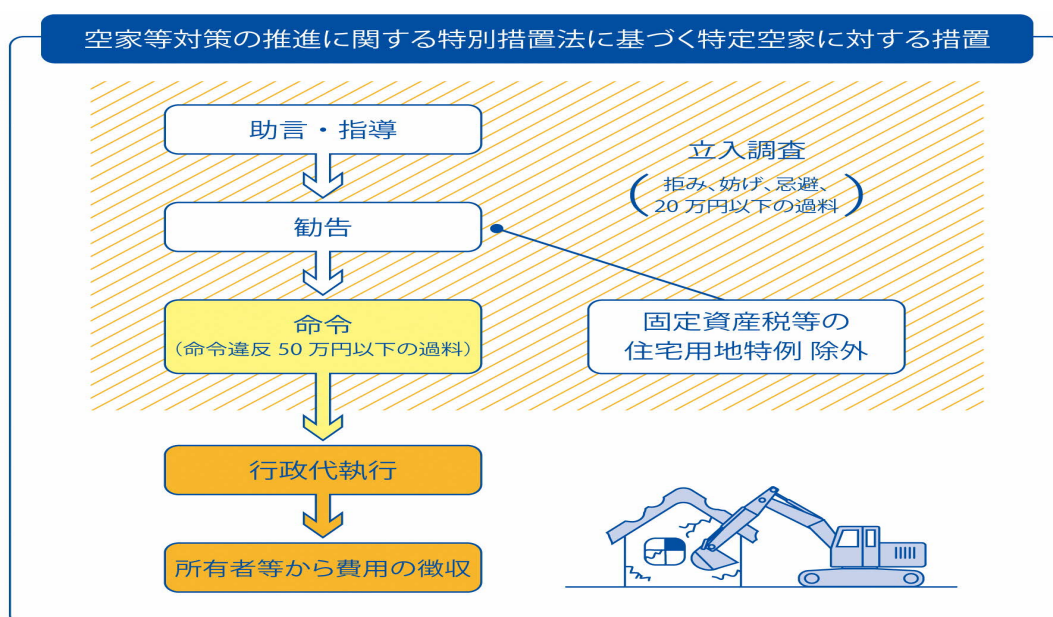 空家等対策の推進に関する特別措置法に基づく特定空家に対する措置
助言・指導
立入調査
(拒み、妨げ、忌避、
20万円以下の過料)
勧告
命令
(命令違反50万円以下の過料)
固定資産税等の
住宅用地特例 除外
行政代執行
所有者等から費用の徴収